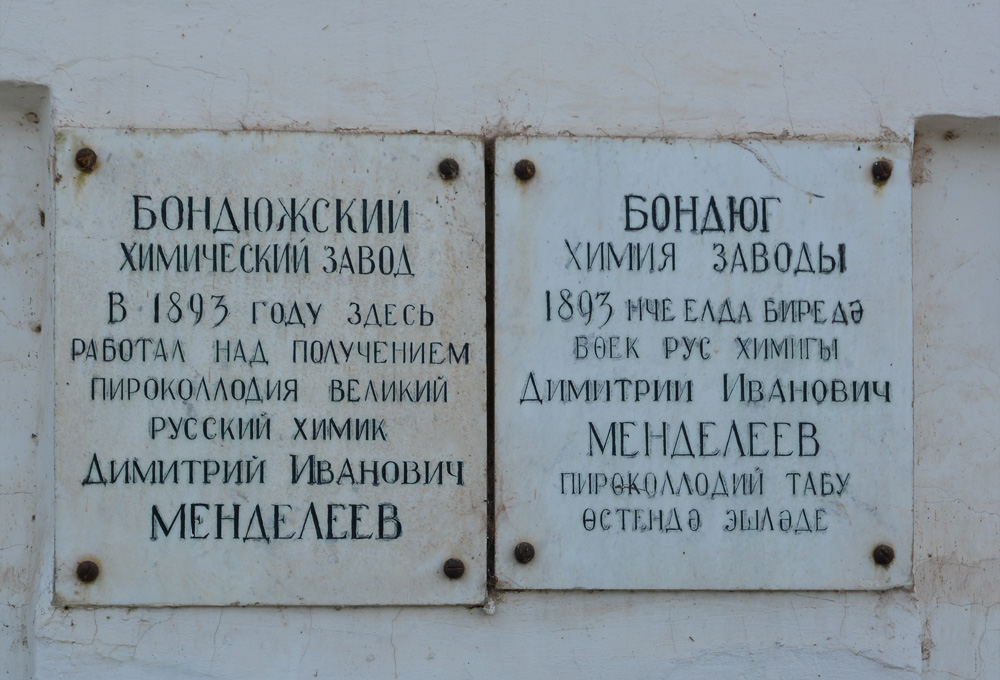 БОНДЮЖСКИЙ
ХИМИЧЕСКИЙ ЗАВОД
В 1893 ГОДУ ЗДЕСЬ
РАБОТАЛ НАД ПОЛУЧЕНИЕМ
ПИРОКОЛЛОДИЯ ВЕЛИКИЙ
РУССКИЙ ХИМИК
ДИМИТРИЙ ИВАНОВИЧ
МЕНДЕЛЕЕВ
БОНДЮГ
ХИМИЯ ЗАВОДЫ
1893 НЧЕ ЕЛДА БИРЕДӘ
БӨЕК РУС ХИМИГЫ
ДИМИТРИИ ИВАНОВИЧ
МЕНДЕЛЕЕВ
ПИРОКОЛЛОДИЙ ТАБУ
ӨСТЕНДӘ ЭШЛӘДЕ